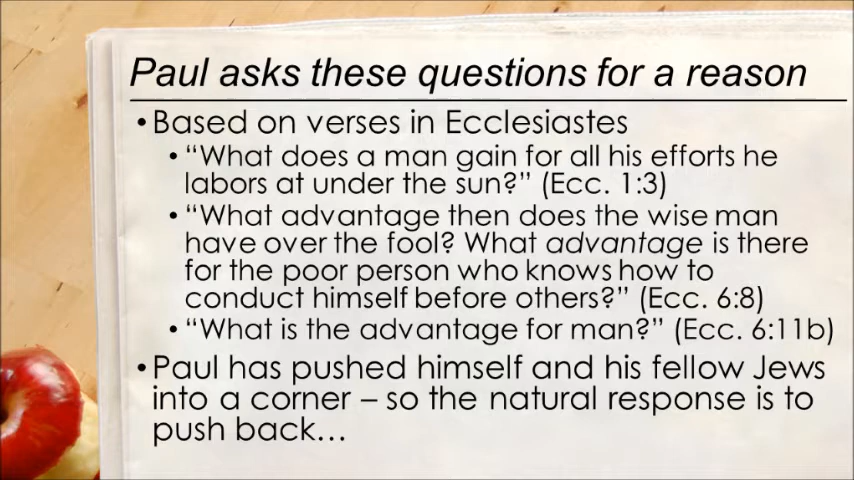 Paul asks these questions for a reason
• Based on verses in Ecclesiastes
• “What does a man gain for all his efforts he
labors at under the sun?” (Ecc. 1:3)
• “What advantage then does the wise man
have over the fool? What advantage is there
for the poor person who knows how to
conduct himself before others?” (Ecc. 6:8)
• “What is the advantage for man?” (Ecc. 6:11b)
• Paul has pushed himself and his fellow Jews
into a corner – so the natural response is to
push back…